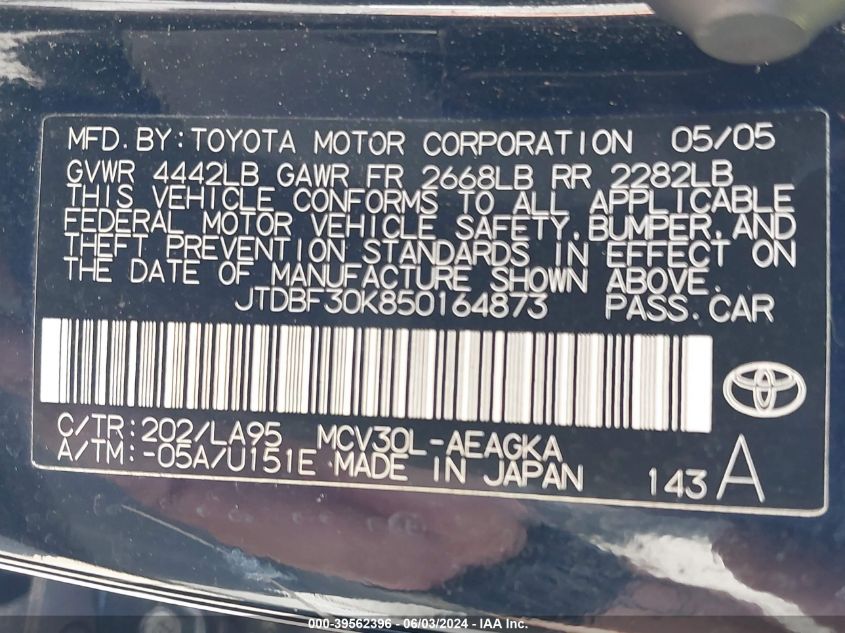 MFD. BY: TOYOTA MOTOR CORPORATION 05/05
GVWR 4442LB GAWR FR 2668LB RR 2282LB
THIS VEHICLE CONFORMS TO ALL APPLICABLE
FEDERAL MOTOR VEHICLE SAFETY, BUMPER, AND
THEFT PREVENTION STANDARDS IN EFFECT ON
THE DATE OF MANUFACTURE SHOWN ABOVE.
JTDBF30K850164873 PASS. CAR
C/TR: 202/LA95 MCV30L-AEAGKA
A/TM: -05A/U151E MADE IN JAPAN 143 A
000-39562396 - 06/03/2024 - IAA Inc.